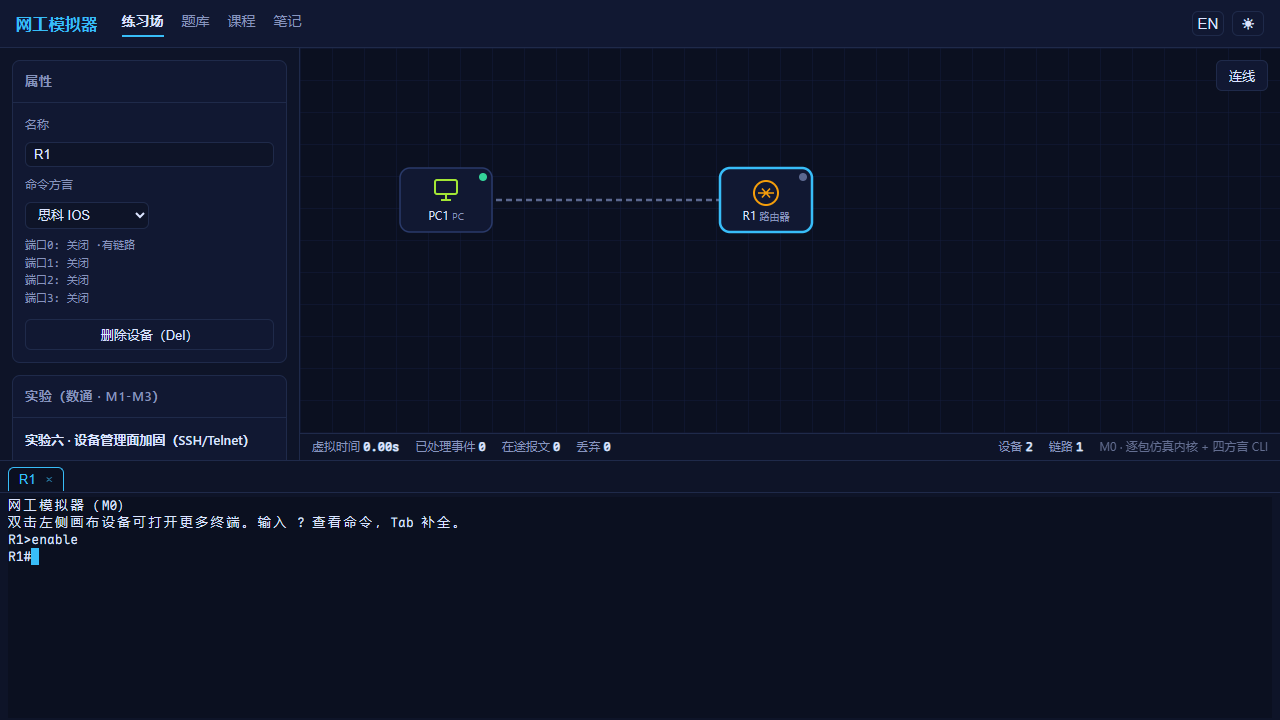 网工模拟器 练习场 题库 课程 笔记 EN
属性
名称
R1
命令方言
思科 IOS
端口0: 关闭 ·有链路
端口1: 关闭
端口2: 关闭
端口3: 关闭
删除设备（Del）
实验（数通 · M1-M3）
实验六 · 设备管理面加固（SSH/Telnet）
连线
PC1 PC
R1 路由器
虚拟时间 0.00s 已处理事件 0 在途报文 0 丢弃 0 设备 2 链路 1 M0 · 逐包仿真内核 + 四方言 CLI
R1 ×
网工模拟器（M0）
双击左侧画布设备可打开更多终端。输入 ? 查看命令，Tab 补全。
R1>enable
R1#